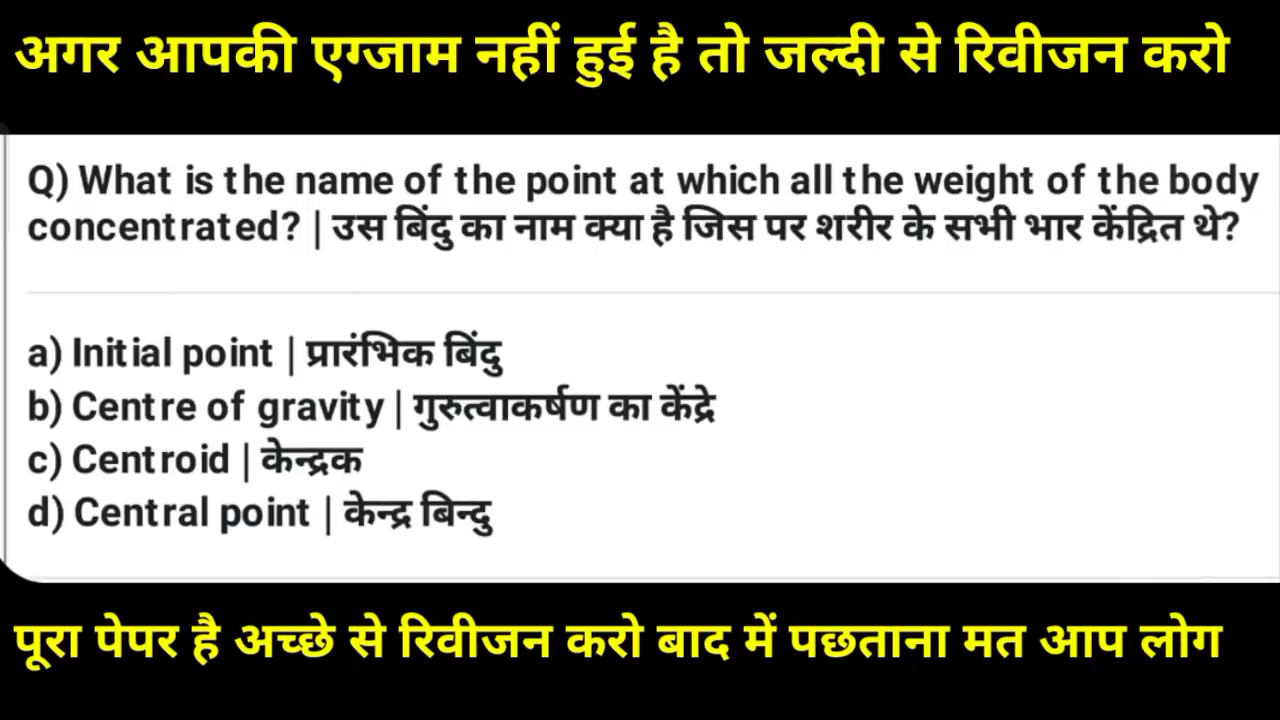 अगर आपकी एग्जाम नहीं हुई है तो जल्दी से रिवीजन करो
Q) What is the name of the point at which all the weight of the body
concentrated? | उस बिंदु का नाम क्या है जिस पर शरीर के सभी भार केंद्रित थे?
a) Initial point | प्रारंभिक बिंदु
b) Centre of gravity | गुरुत्वाकर्षण का केंद्रे
c) Centroid | केन्द्रक
d) Central point | केन्द्र बिन्दु
पूरा पेपर है अच्छे से रिवीजन करो बाद में पछताना मत आप लोग